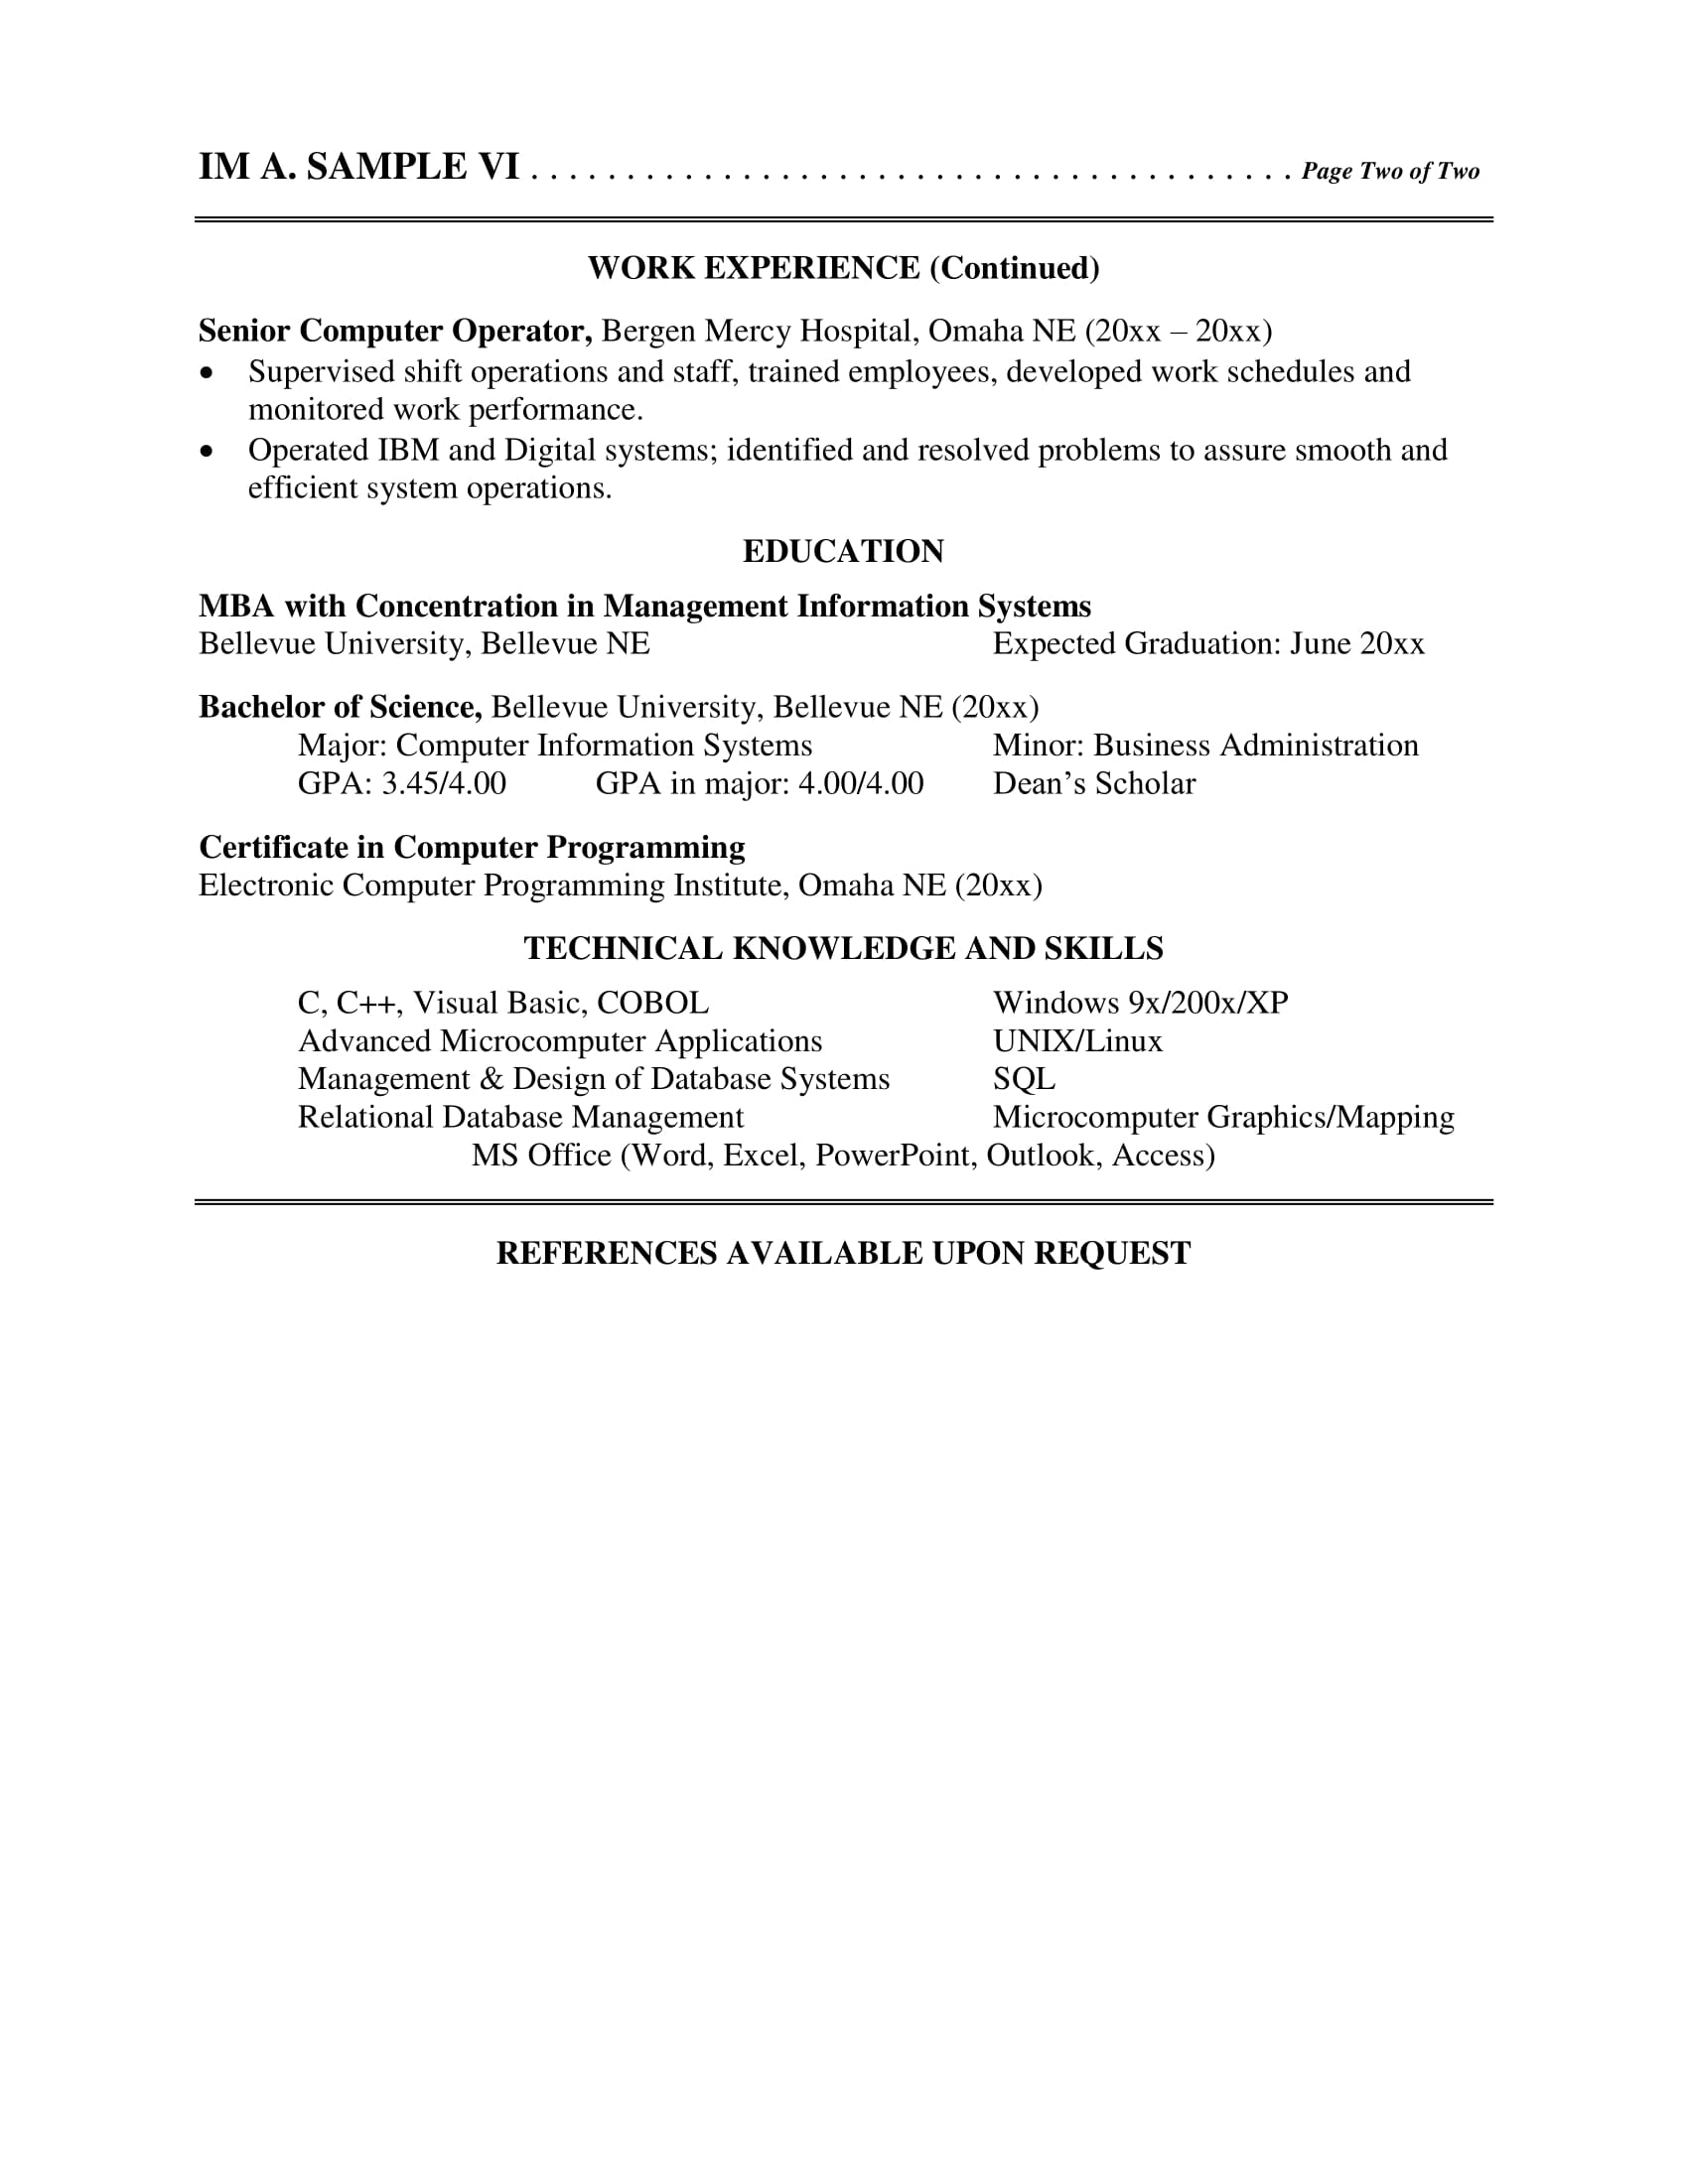 IM A. SAMPLE VI . . . . . . . . . . . . . . . . . . . . . . . . . . . . . . . . . . . . . . . . Page Two of Two
WORK EXPERIENCE (Continued)
Senior Computer Operator, Bergen Mercy Hospital, Omaha NE (20xx – 20xx)
• Supervised shift operations and staff, trained employees, developed work schedules and
monitored work performance.
• Operated IBM and Digital systems; identified and resolved problems to assure smooth and
efficient system operations.
EDUCATION
MBA with Concentration in Management Information Systems
Bellevue University, Bellevue NE Expected Graduation: June 20xx
Bachelor of Science, Bellevue University, Bellevue NE (20xx)
Major: Computer Information Systems Minor: Business Administration
GPA: 3.45/4.00 GPA in major: 4.00/4.00 Dean’s Scholar
Certificate in Computer Programming
Electronic Computer Programming Institute, Omaha NE (20xx)
TECHNICAL KNOWLEDGE AND SKILLS
C, C++, Visual Basic, COBOL Windows 9x/200x/XP
Advanced Microcomputer Applications UNIX/Linux
Management & Design of Database Systems SQL
Relational Database Management Microcomputer Graphics/Mapping
MS Office (Word, Excel, PowerPoint, Outlook, Access)
REFERENCES AVAILABLE UPON REQUEST